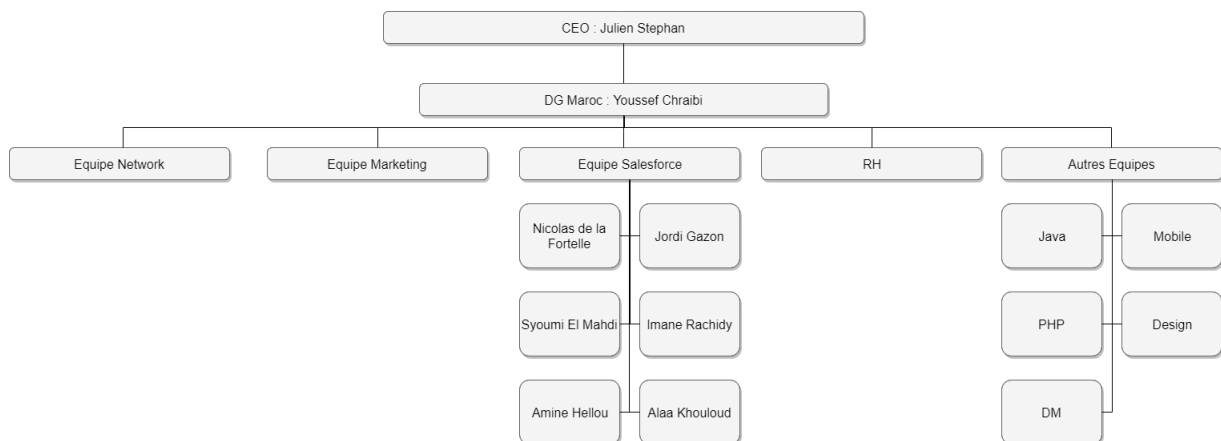 CEO : Julien Stephan
DG Maroc : Youssef Chraibi
Equipe Network
Equipe Marketing
Equipe Salesforce
RH
Autres Equipes
Nicolas de la
Fortelle
Jordi Gazon
Java
Mobile
Syoumi El Mahdi
Imane Rachidy
PHP
Design
Amine Hellou
Alaa Khouloud
DM